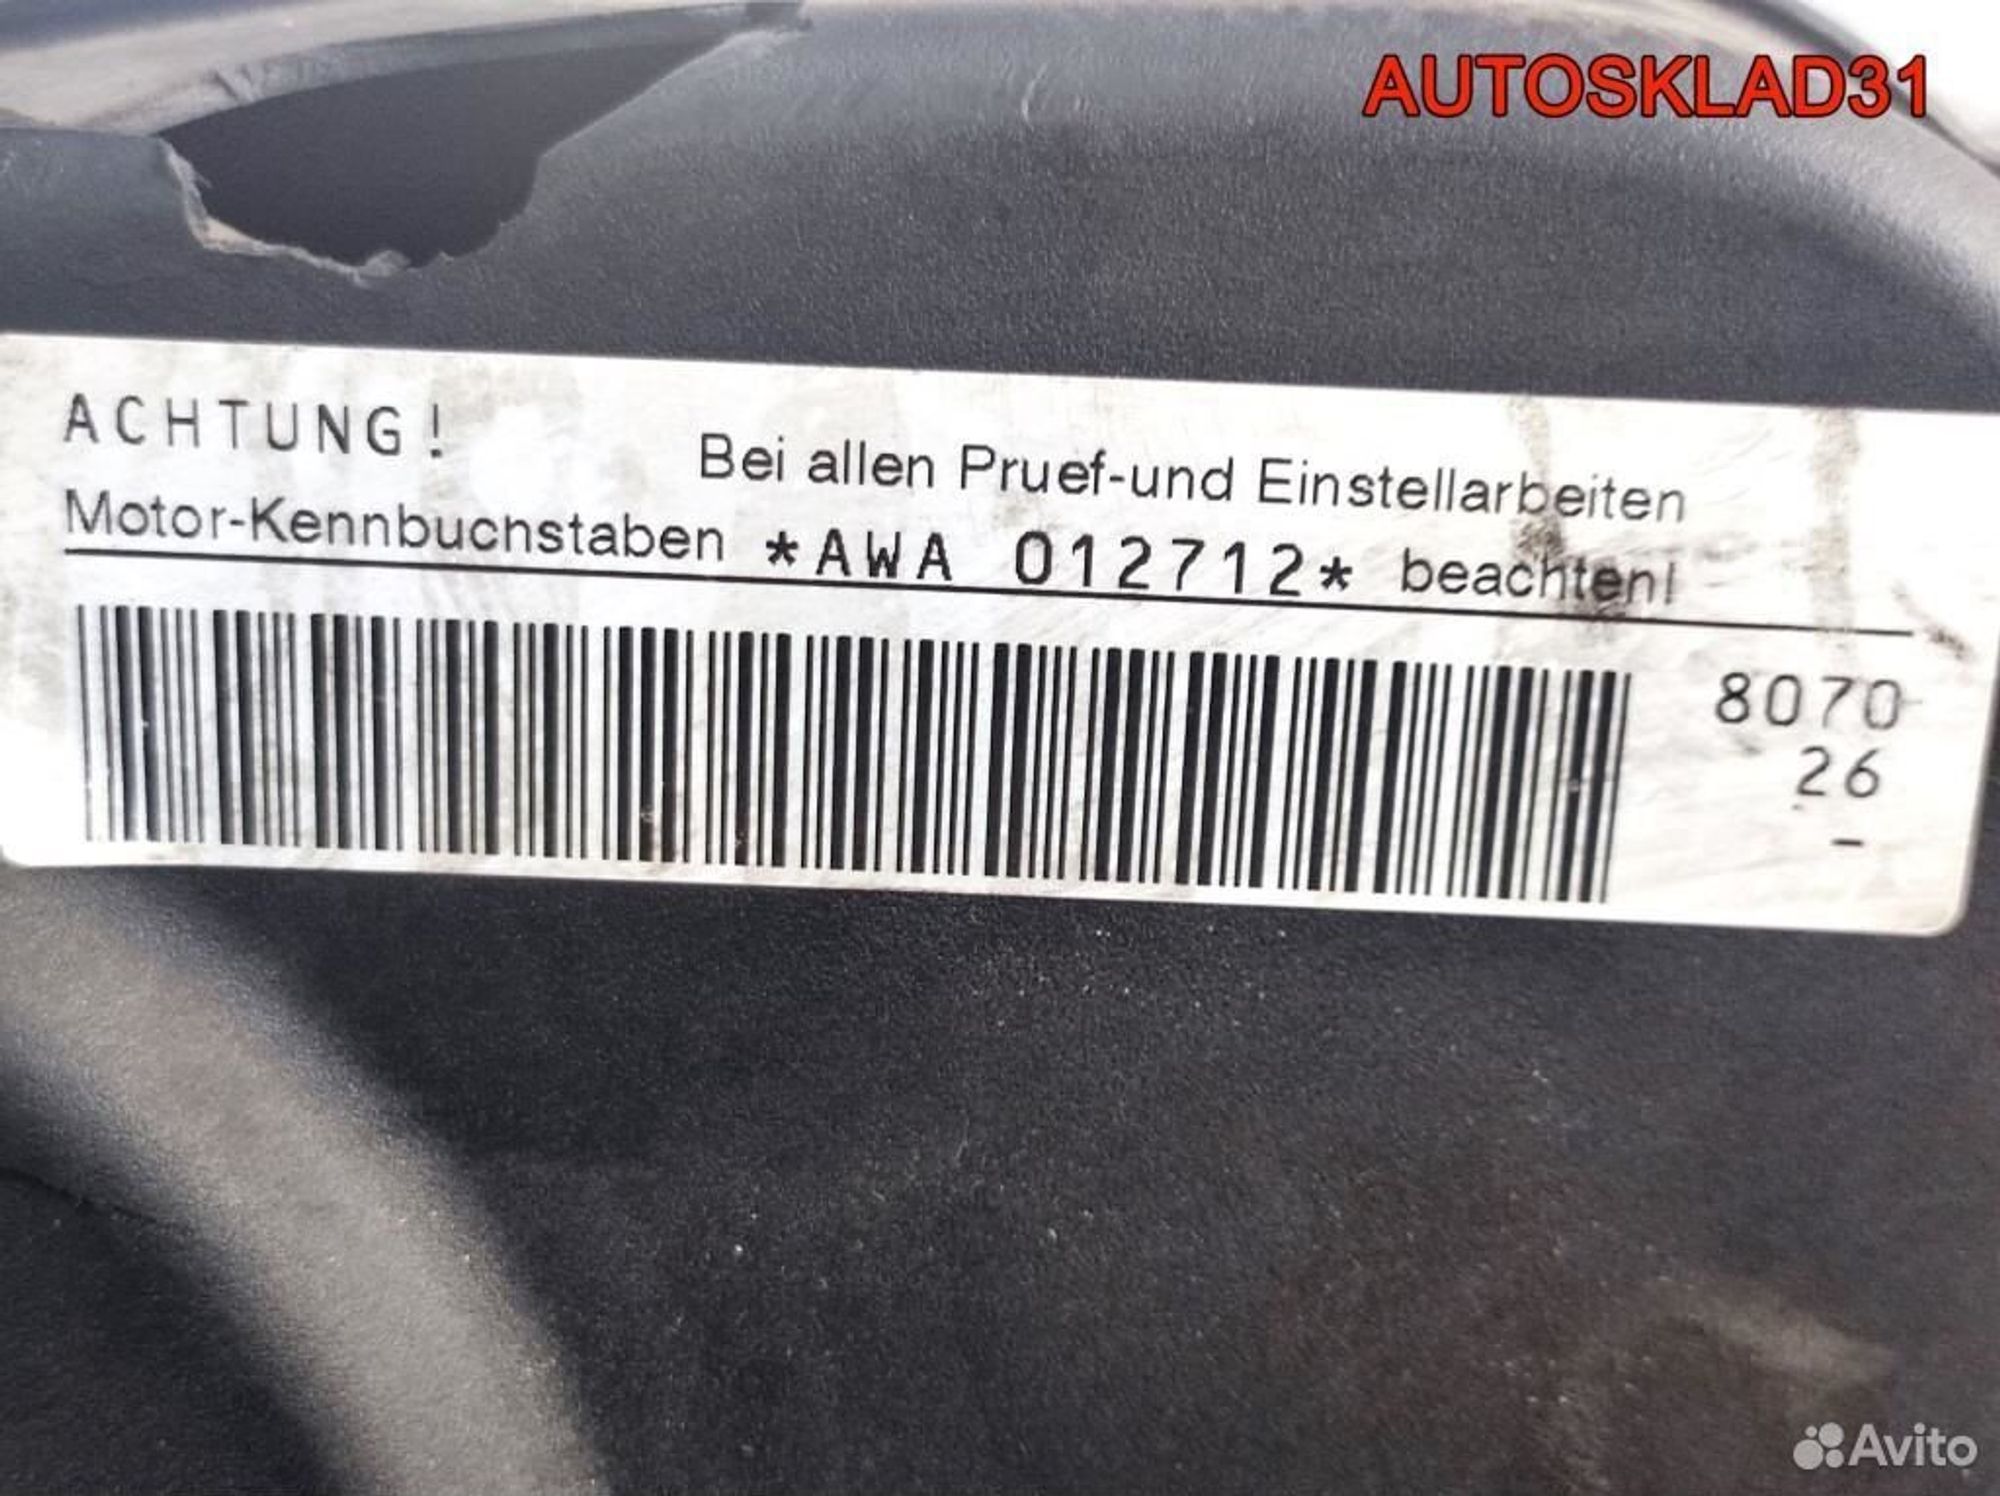 AUTOSKLAD31
ACHTUNG! Bei allen Pruef-und Einstellarbeiten
Motor-Kennbuchstaben *AWA 012712* beachten!
8070
26
-
Avito